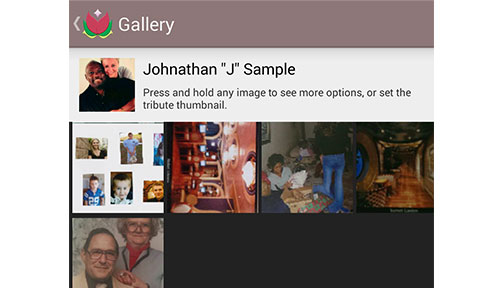 Gallery
Johnathan "J" Sample
Press and hold any image to see more options, or set the
tribute thumbnail.